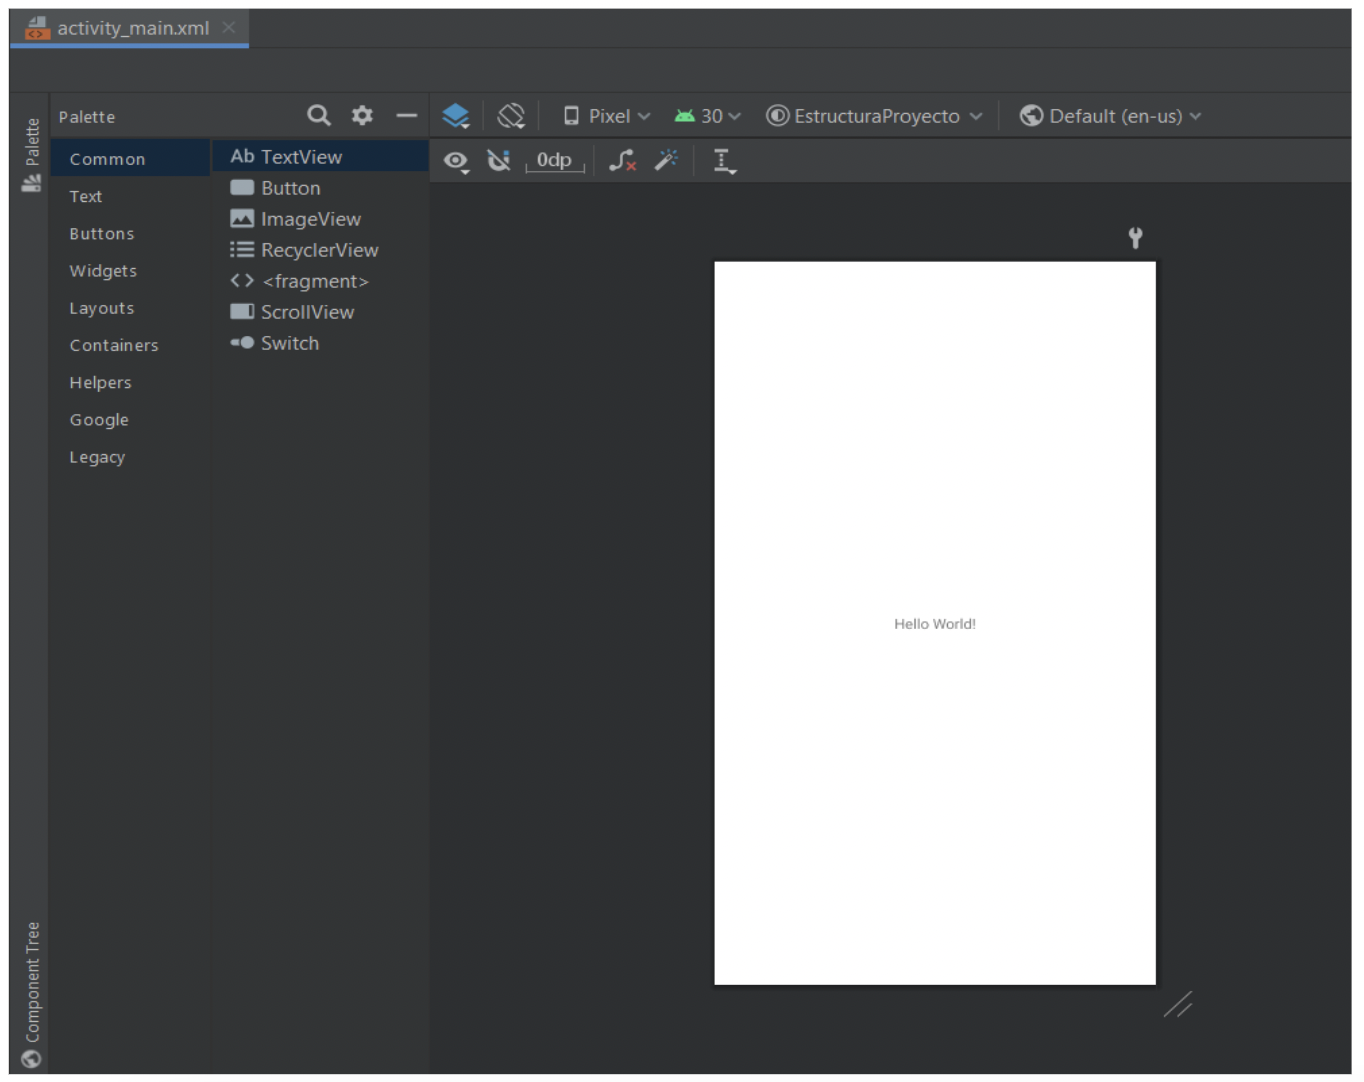 activity_main.xml
Palette
Pixel
30
EstructuraProyecto
Default (en-us)
Palette
Common
Text
Buttons
Widgets
Layouts
Containers
Helpers
Google
Legacy
Ab TextView
Button
ImageView
RecyclerView
<fragment>
ScrollView
Switch
0dp
Hello World!
Component Tree